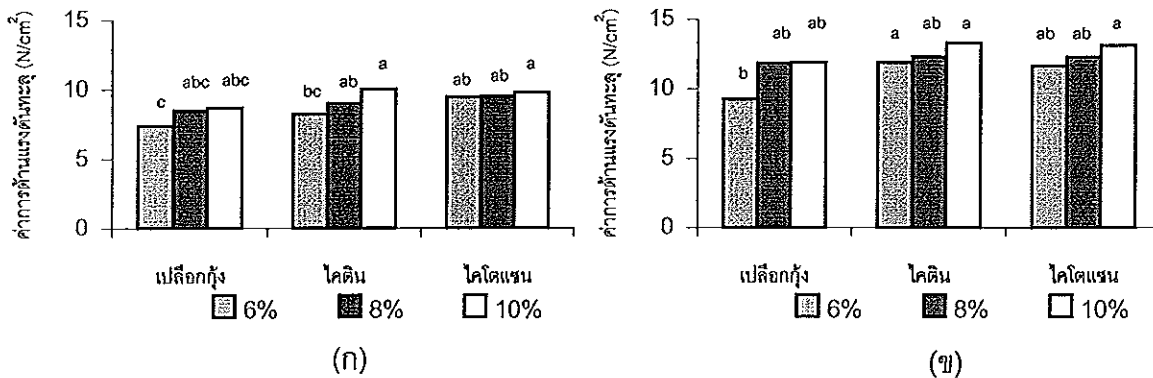 ค่าการต้านแรงดันทะลุ (N/cm²)
15
10
5
0
c abc abc
bc ab a
ab ab a
เปลือกกุ้ง ไคติน ไคโตแซน
6% 8% 10%
(ก)
ค่าการต้านแรงดันทะลุ (N/cm²)
15
10
5
0
b ab ab
a ab a
ab ab a
เปลือกกุ้ง ไคติน ไคโตแซน
6% 8% 10%
(ข)